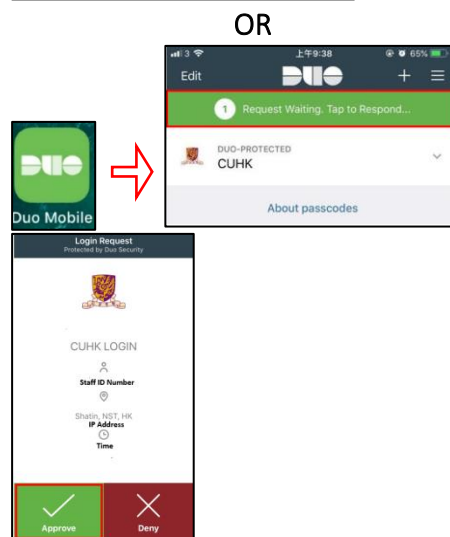 OR
3 上午9:38 65%
Edit DUO + ≡
1 Request Waiting. Tap to Respond...
DUO-PROTECTED
CUHK
About passcodes
DUO
Duo Mobile
Login Request
Protected by Duo Security
CUHK LOGIN
Staff ID Number
Shatin, NST, HK
IP Address
Time
Approve Deny